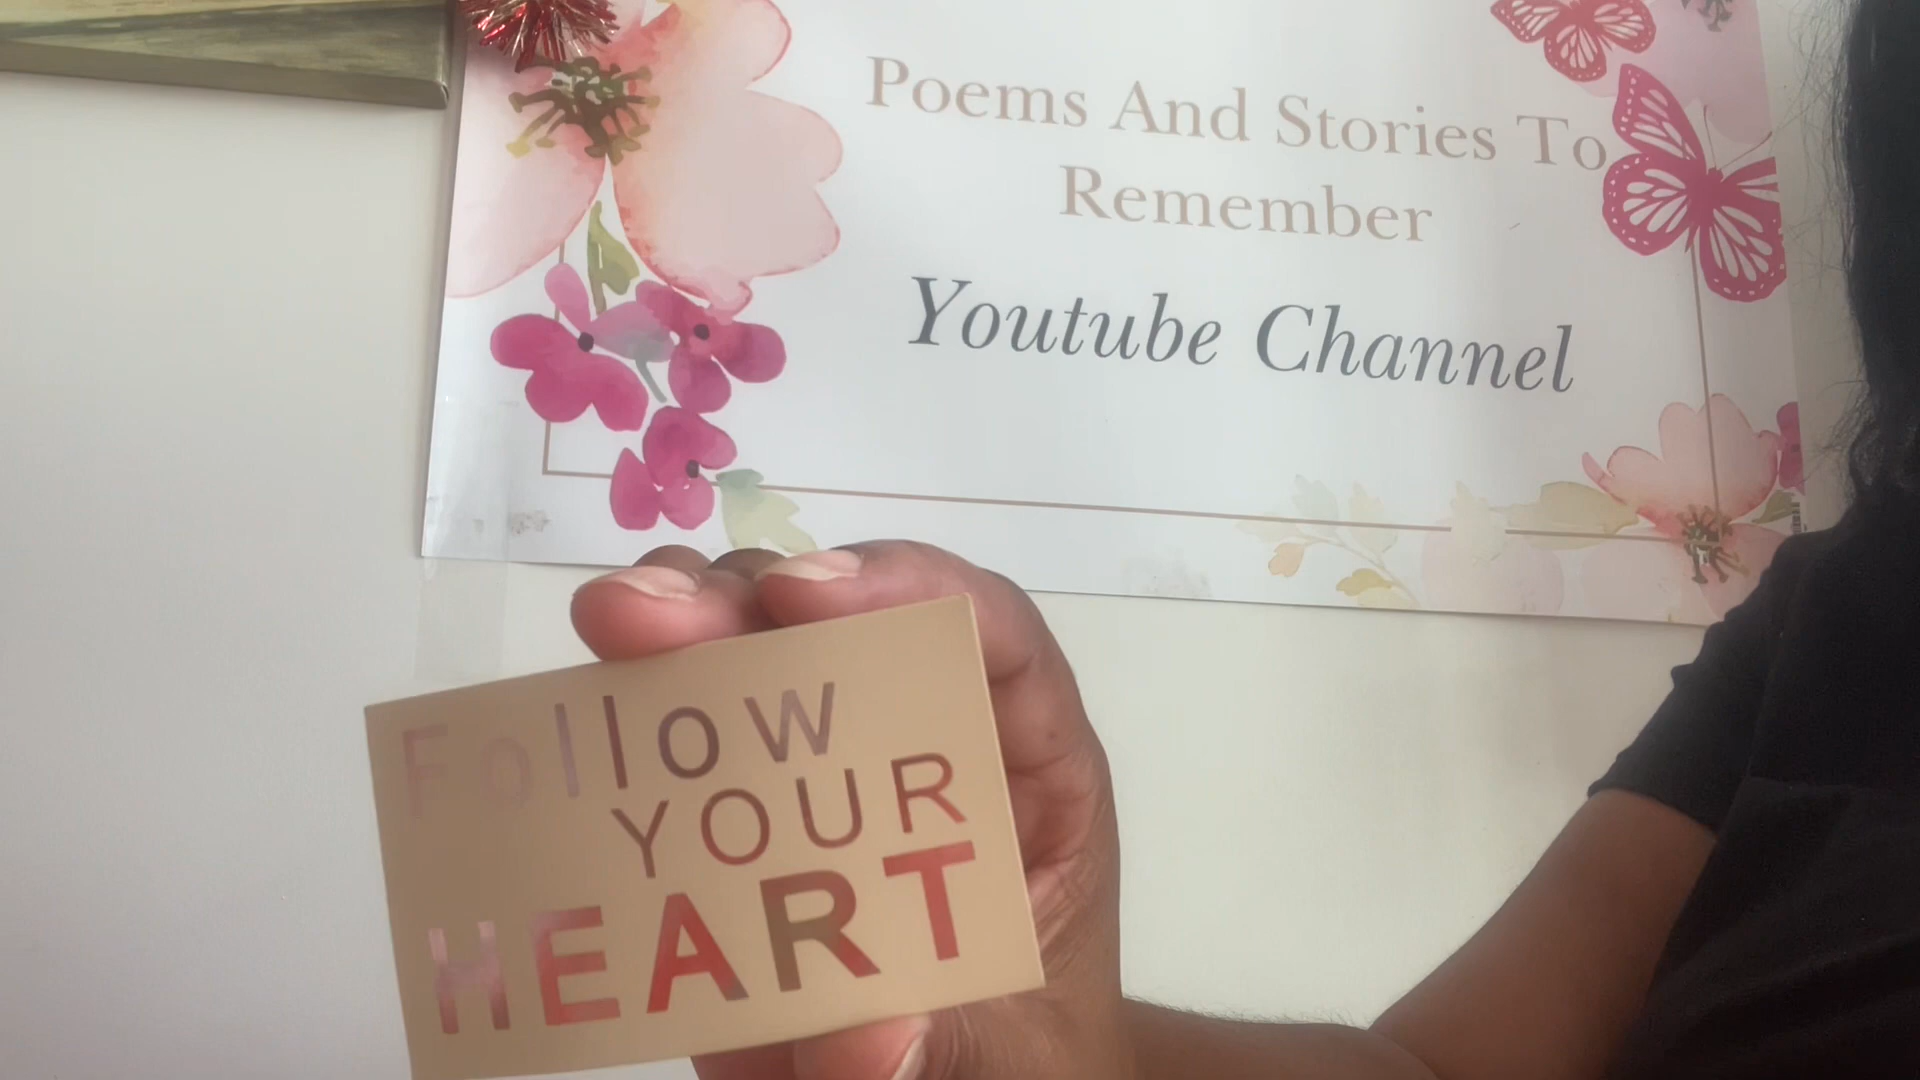 Poems And Stories To
Remember
Youtube Channel
Follow
YOUR
HEART